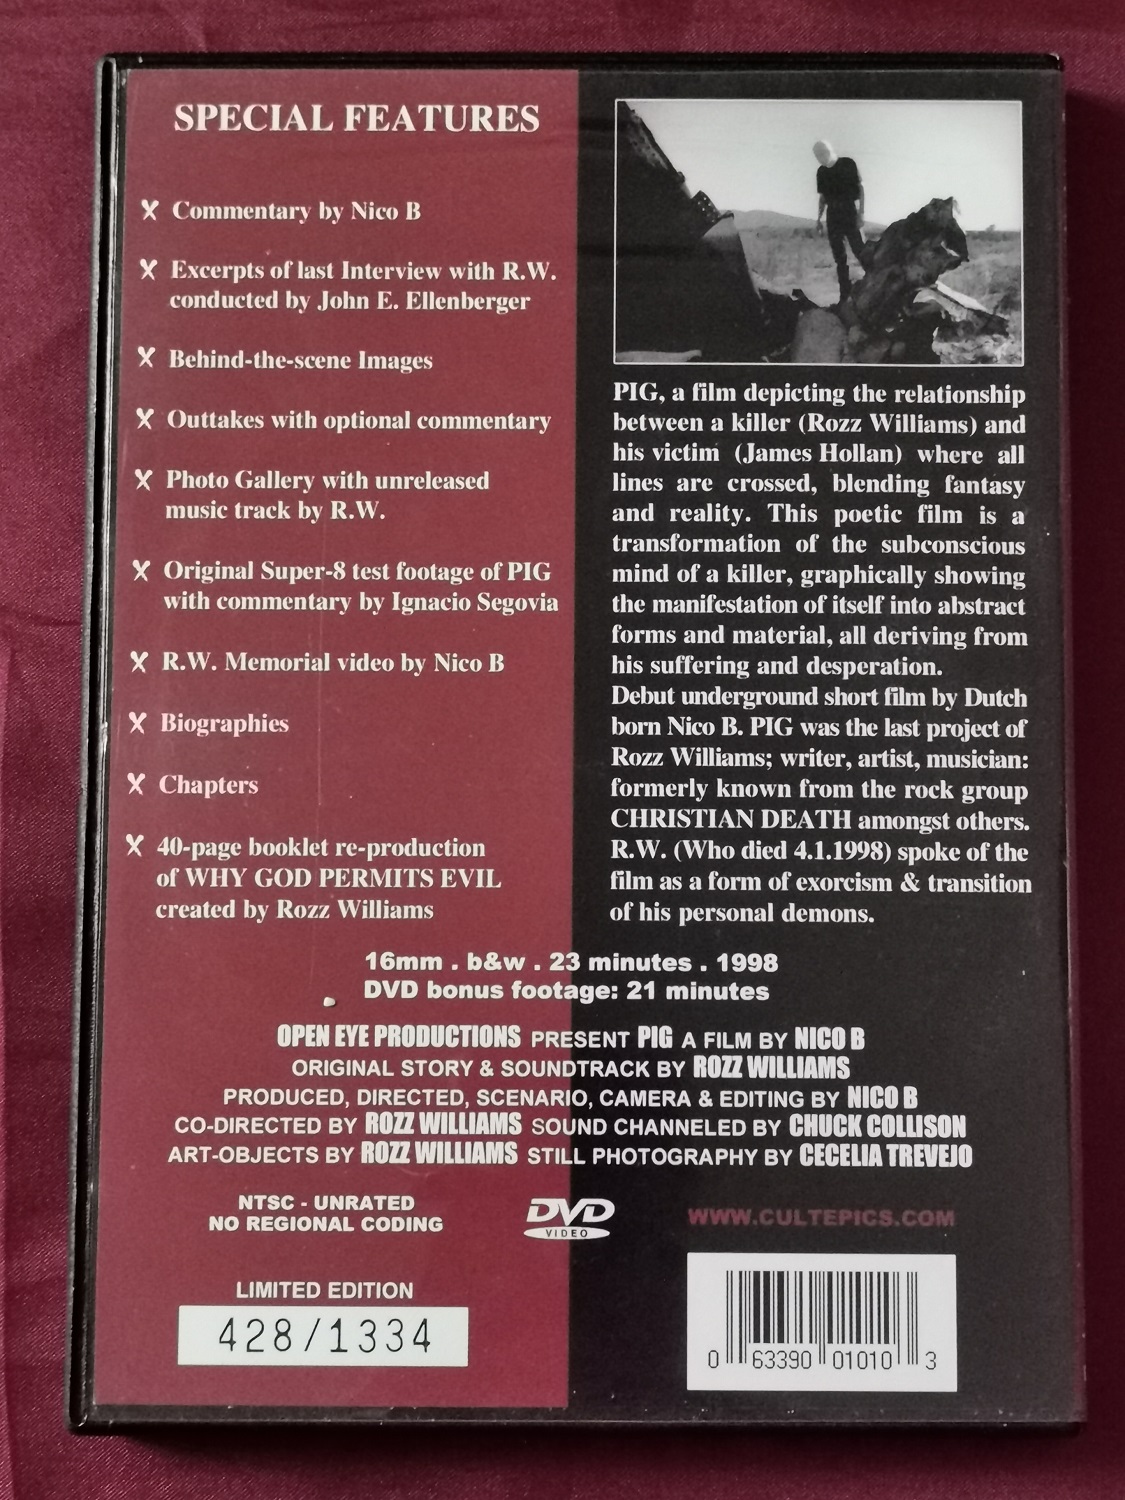 SPECIAL FEATURES
Commentary by Nico B
Excerpts of last Interview with R.W.
conducted by John E. Ellenberger
Behind-the-scene Images
Outtakes with optional commentary
Photo Gallery with unreleased
music track by R.W.
Original Super-8 test footage of PIG
with commentary by Ignacio Segovia
R.W. Memorial video by Nico B
Biographies
Chapters
40-page booklet re-production
of WHY GOD PERMITS EVIL
created by Rozz Williams
PIG, a film depicting the relationship
between a killer (Rozz Williams) and
his victim (James Hollan) where all
lines are crossed, blending fantasy
and reality. This poetic film is a
transformation of the subconscious
mind of a killer, graphically showing
the manifestation of itself into abstract
forms and material, all deriving from
his suffering and desperation.
Debut underground short film by Dutch
born Nico B. PIG was the last project of
Rozz Williams; writer, artist, musician:
formerly known from the rock group
CHRISTIAN DEATH amongst others.
R.W. (Who died 4.1.1998) spoke of the
film as a form of exorcism & transition
of his personal demons.
16mm . b&w . 23 minutes . 1998
DVD bonus footage: 21 minutes
OPEN EYE PRODUCTIONS PRESENT PIG A FILM BY NICO B
ORIGINAL STORY & SOUNDTRACK BY ROZZ WILLIAMS
PRODUCED, DIRECTED, SCENARIO, CAMERA & EDITING BY NICO B
CO-DIRECTED BY ROZZ WILLIAMS SOUND CHANNELED BY CHUCK COLLISON
ART-OBJECTS BY ROZZ WILLIAMS STILL PHOTOGRAPHY BY CECELIA TREVEJO
NTSC - UNRATED
NO REGIONAL CODING
DVD
VIDEO
WWW.CULTEPICS.COM
LIMITED EDITION
428/1334
0 63390 01010 3